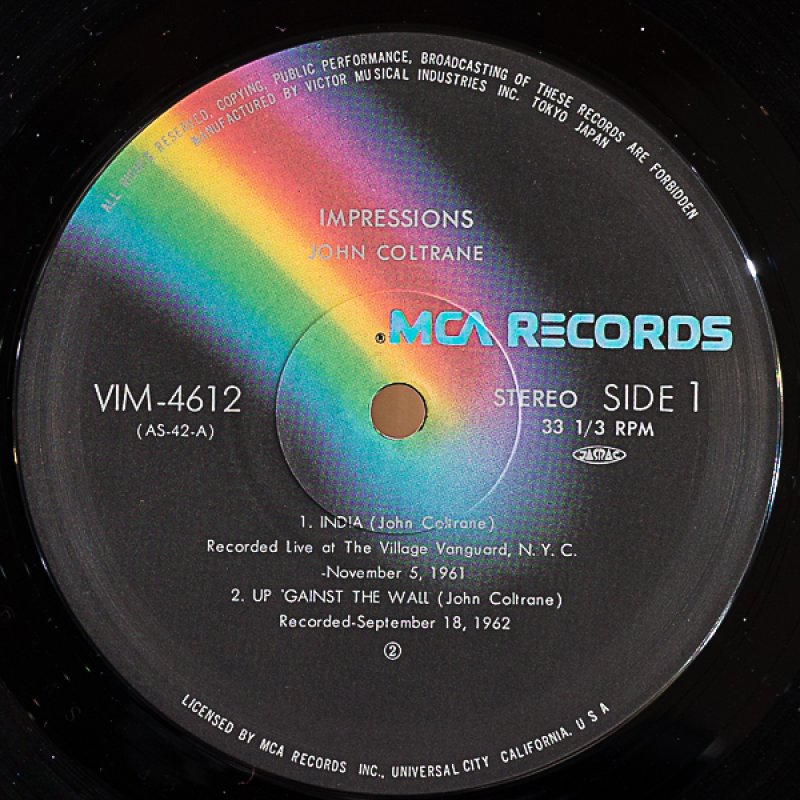 ALL RIGHTS RESERVED. COPYING, PUBLIC PERFORMANCE, BROADCASTING OF THESE RECORDS ARE FORBIDDEN
MANUFACTURED BY VICTOR MUSICAL INDUSTRIES INC. TOKYO JAPAN
IMPRESSIONS
JOHN COLTRANE
® MCA RECORDS
VIM-4612
(AS-42-A)
STEREO SIDE 1
33 1/3 RPM
JASRAC
1. INDIA (John Coltrane)
Recorded Live at The Village Vanguard, N. Y. C.
-November 5, 1961
2. UP 'GAINST THE WALL (John Coltrane)
Recorded-September 18, 1962
②
LICENSED BY MCA RECORDS INC., UNIVERSAL CITY CALIFORNIA. U S A